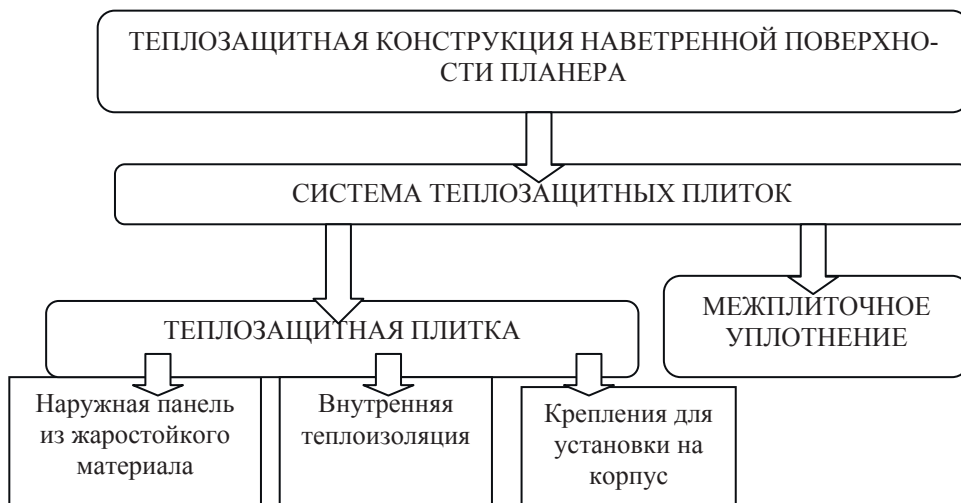 ТЕПЛОЗАЩИТНАЯ КОНСТРУКЦИЯ НАВЕТРЕННОЙ ПОВЕРХНО-
СТИ ПЛАНЕРА
СИСТЕМА ТЕПЛОЗАЩИТНЫХ ПЛИТОК
ТЕПЛОЗАЩИТНАЯ ПЛИТКА
МЕЖПЛИТОЧНОЕ
УПЛОТНЕНИЕ
Наружная панель
из жаростойкого
материала
Внутренняя
теплоизоляция
Крепления для
установки на
корпус